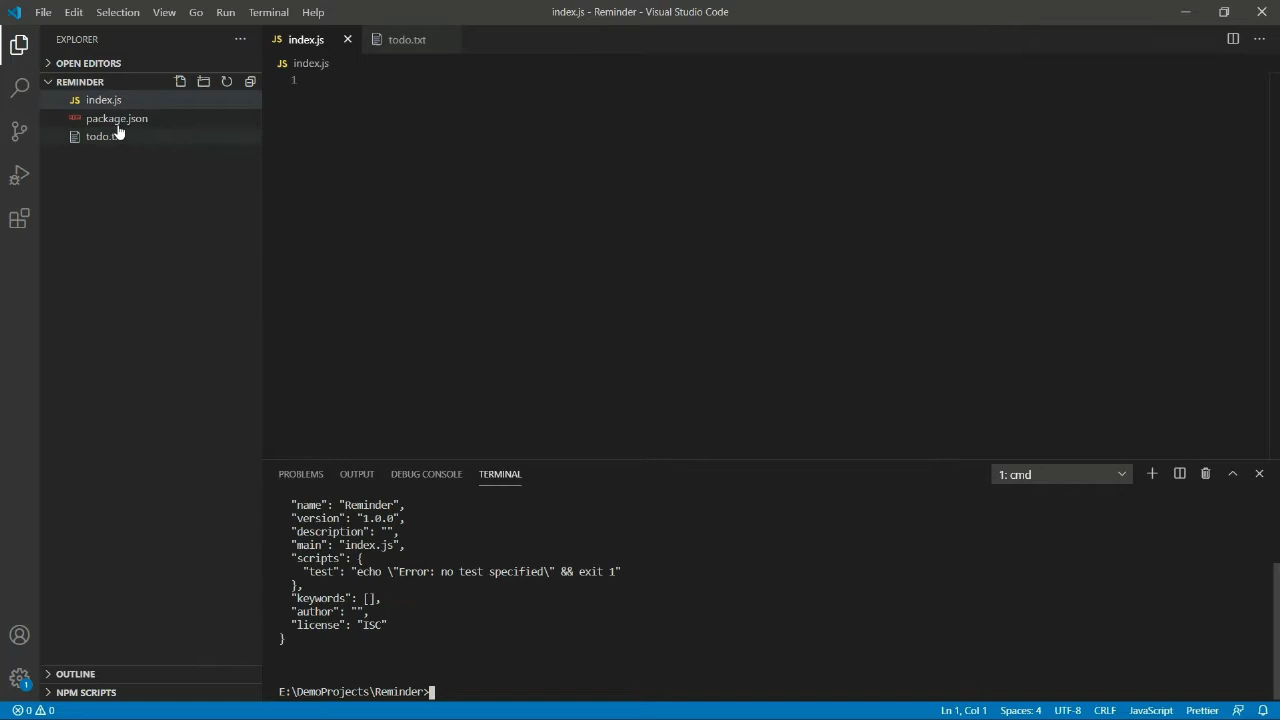 File Edit Selection View Go Run Terminal Help
index.js - Reminder - Visual Studio Code
EXPLORER
OPEN EDITORS
REMINDER
JS index.js
package.json
todo.t
OUTLINE
NPM SCRIPTS
1
JS index.js
todo.txt
JS index.js
1
PROBLEMS OUTPUT DEBUG CONSOLE TERMINAL
1: cmd
"name": "Reminder",
"version": "1.0.0",
"description": "",
"main": "index.js",
"scripts": {
"test": "echo \"Error: no test specified\" && exit 1"
},
"keywords": [],
"author": "",
"license": "ISC"
}
E:\DemoProjects\Reminder>
0 0
Ln 1, Col 1 Spaces: 4 UTF-8 CRLF JavaScript Prettier